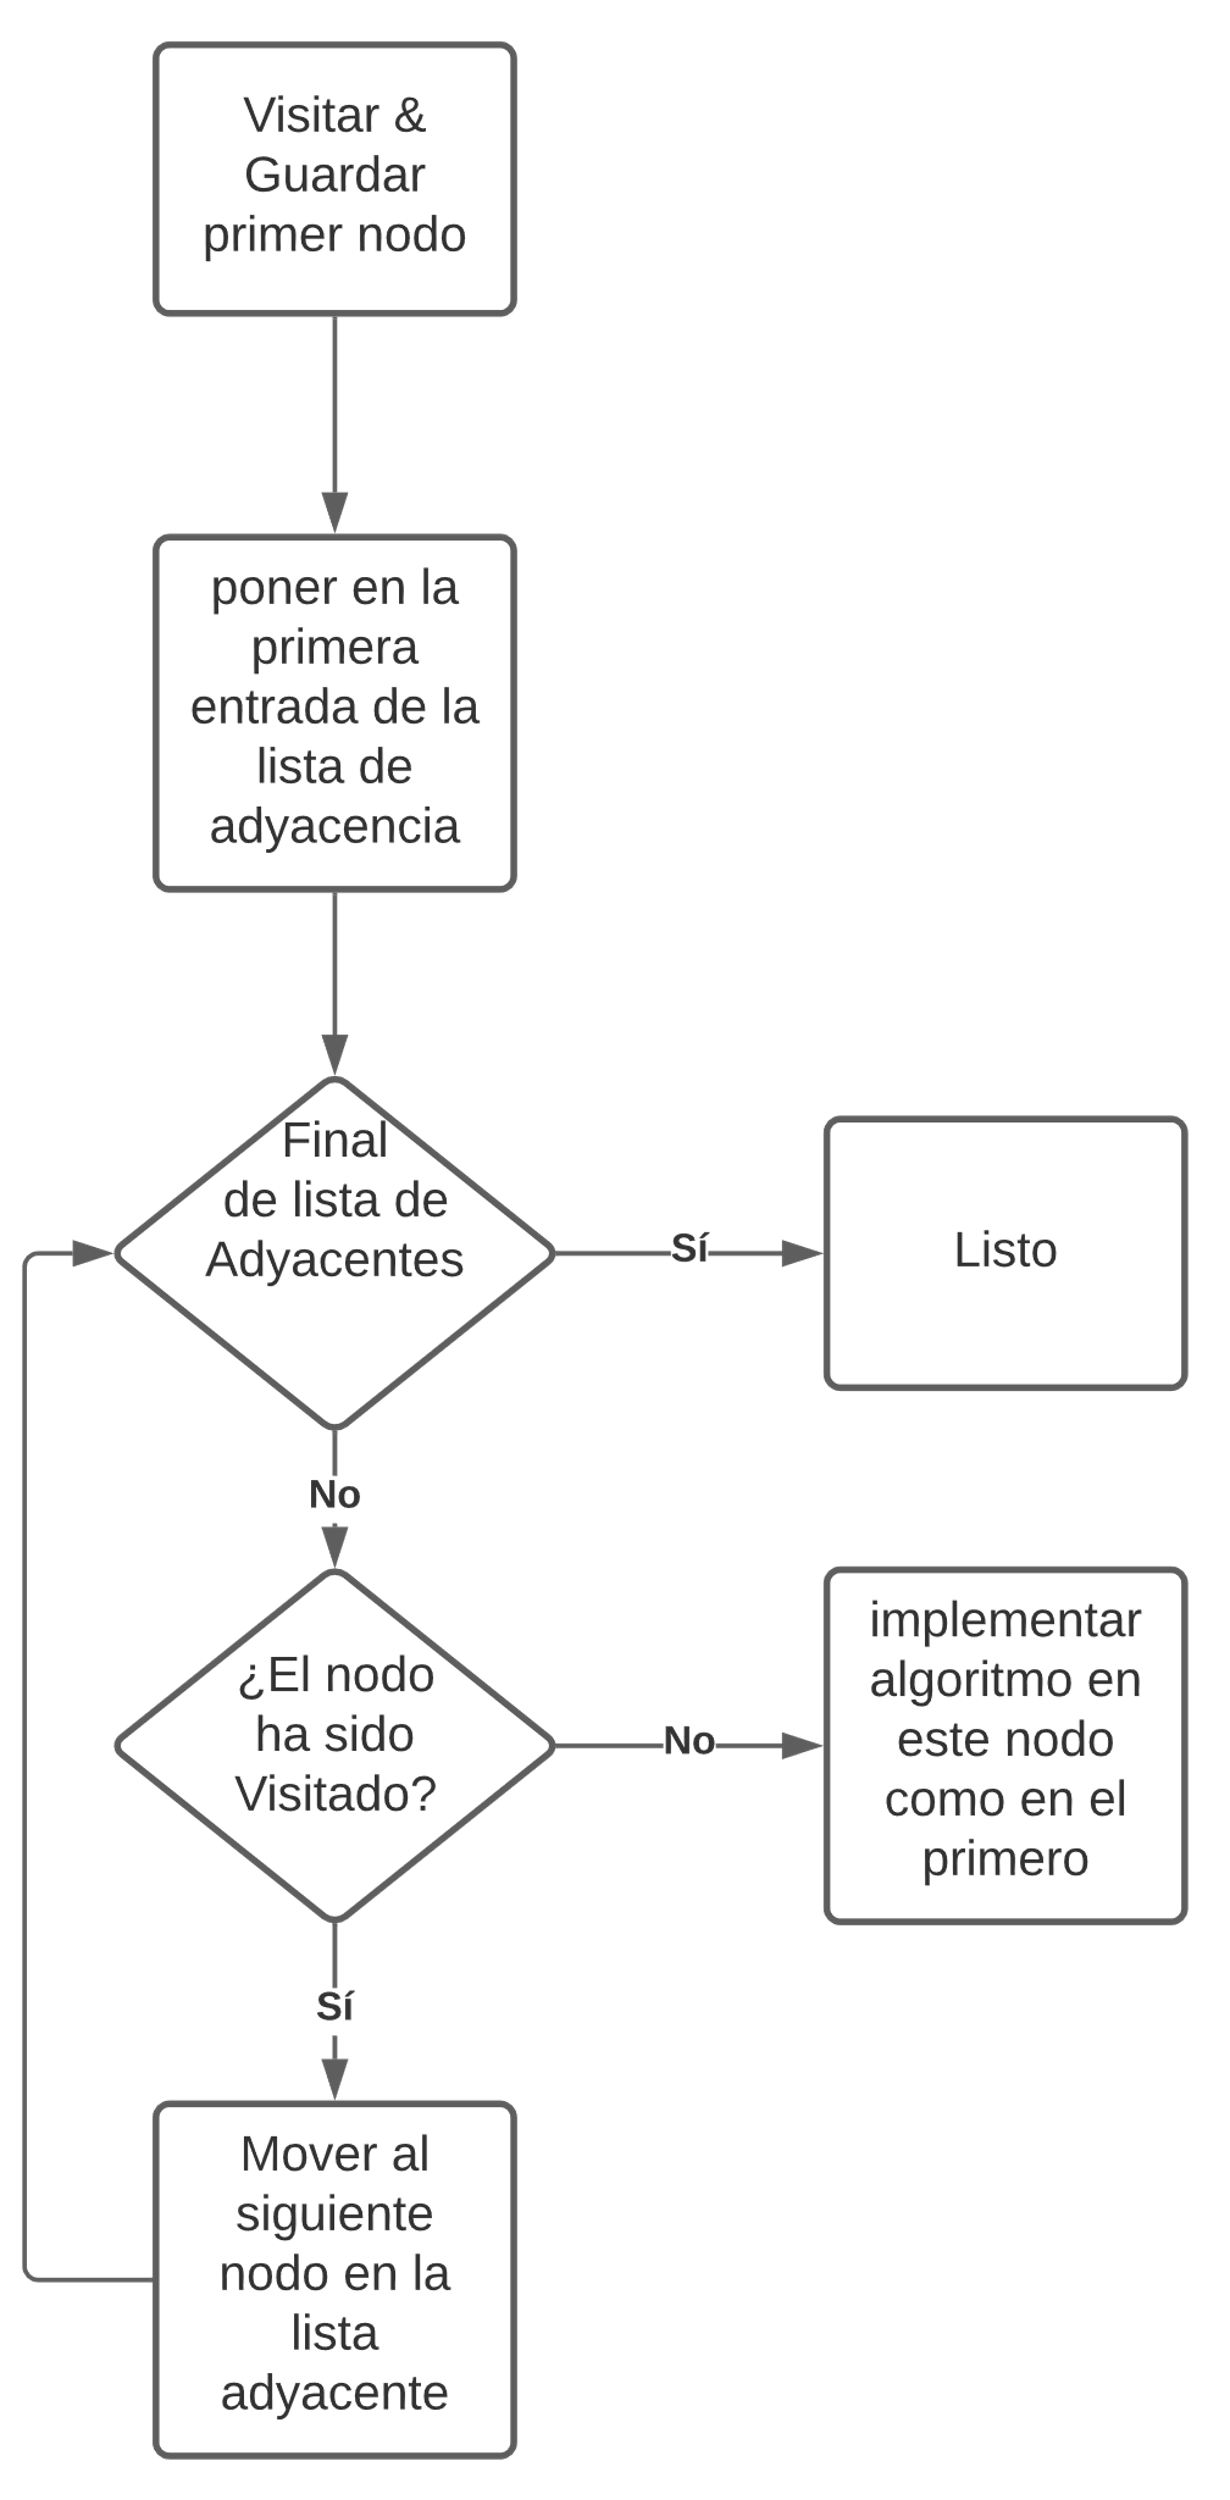 Visitar &
Guardar
primer nodo
poner en la
primera
entrada de la
lista de
adyacencia
Final
de lista de
Adyacentes
Sí
Listo
No
¿El nodo
ha sido
Visitado?
No
implementar
algoritmo en
este nodo
como en el
primero
Sí
Mover al
siguiente
nodo en la
lista
adyacente